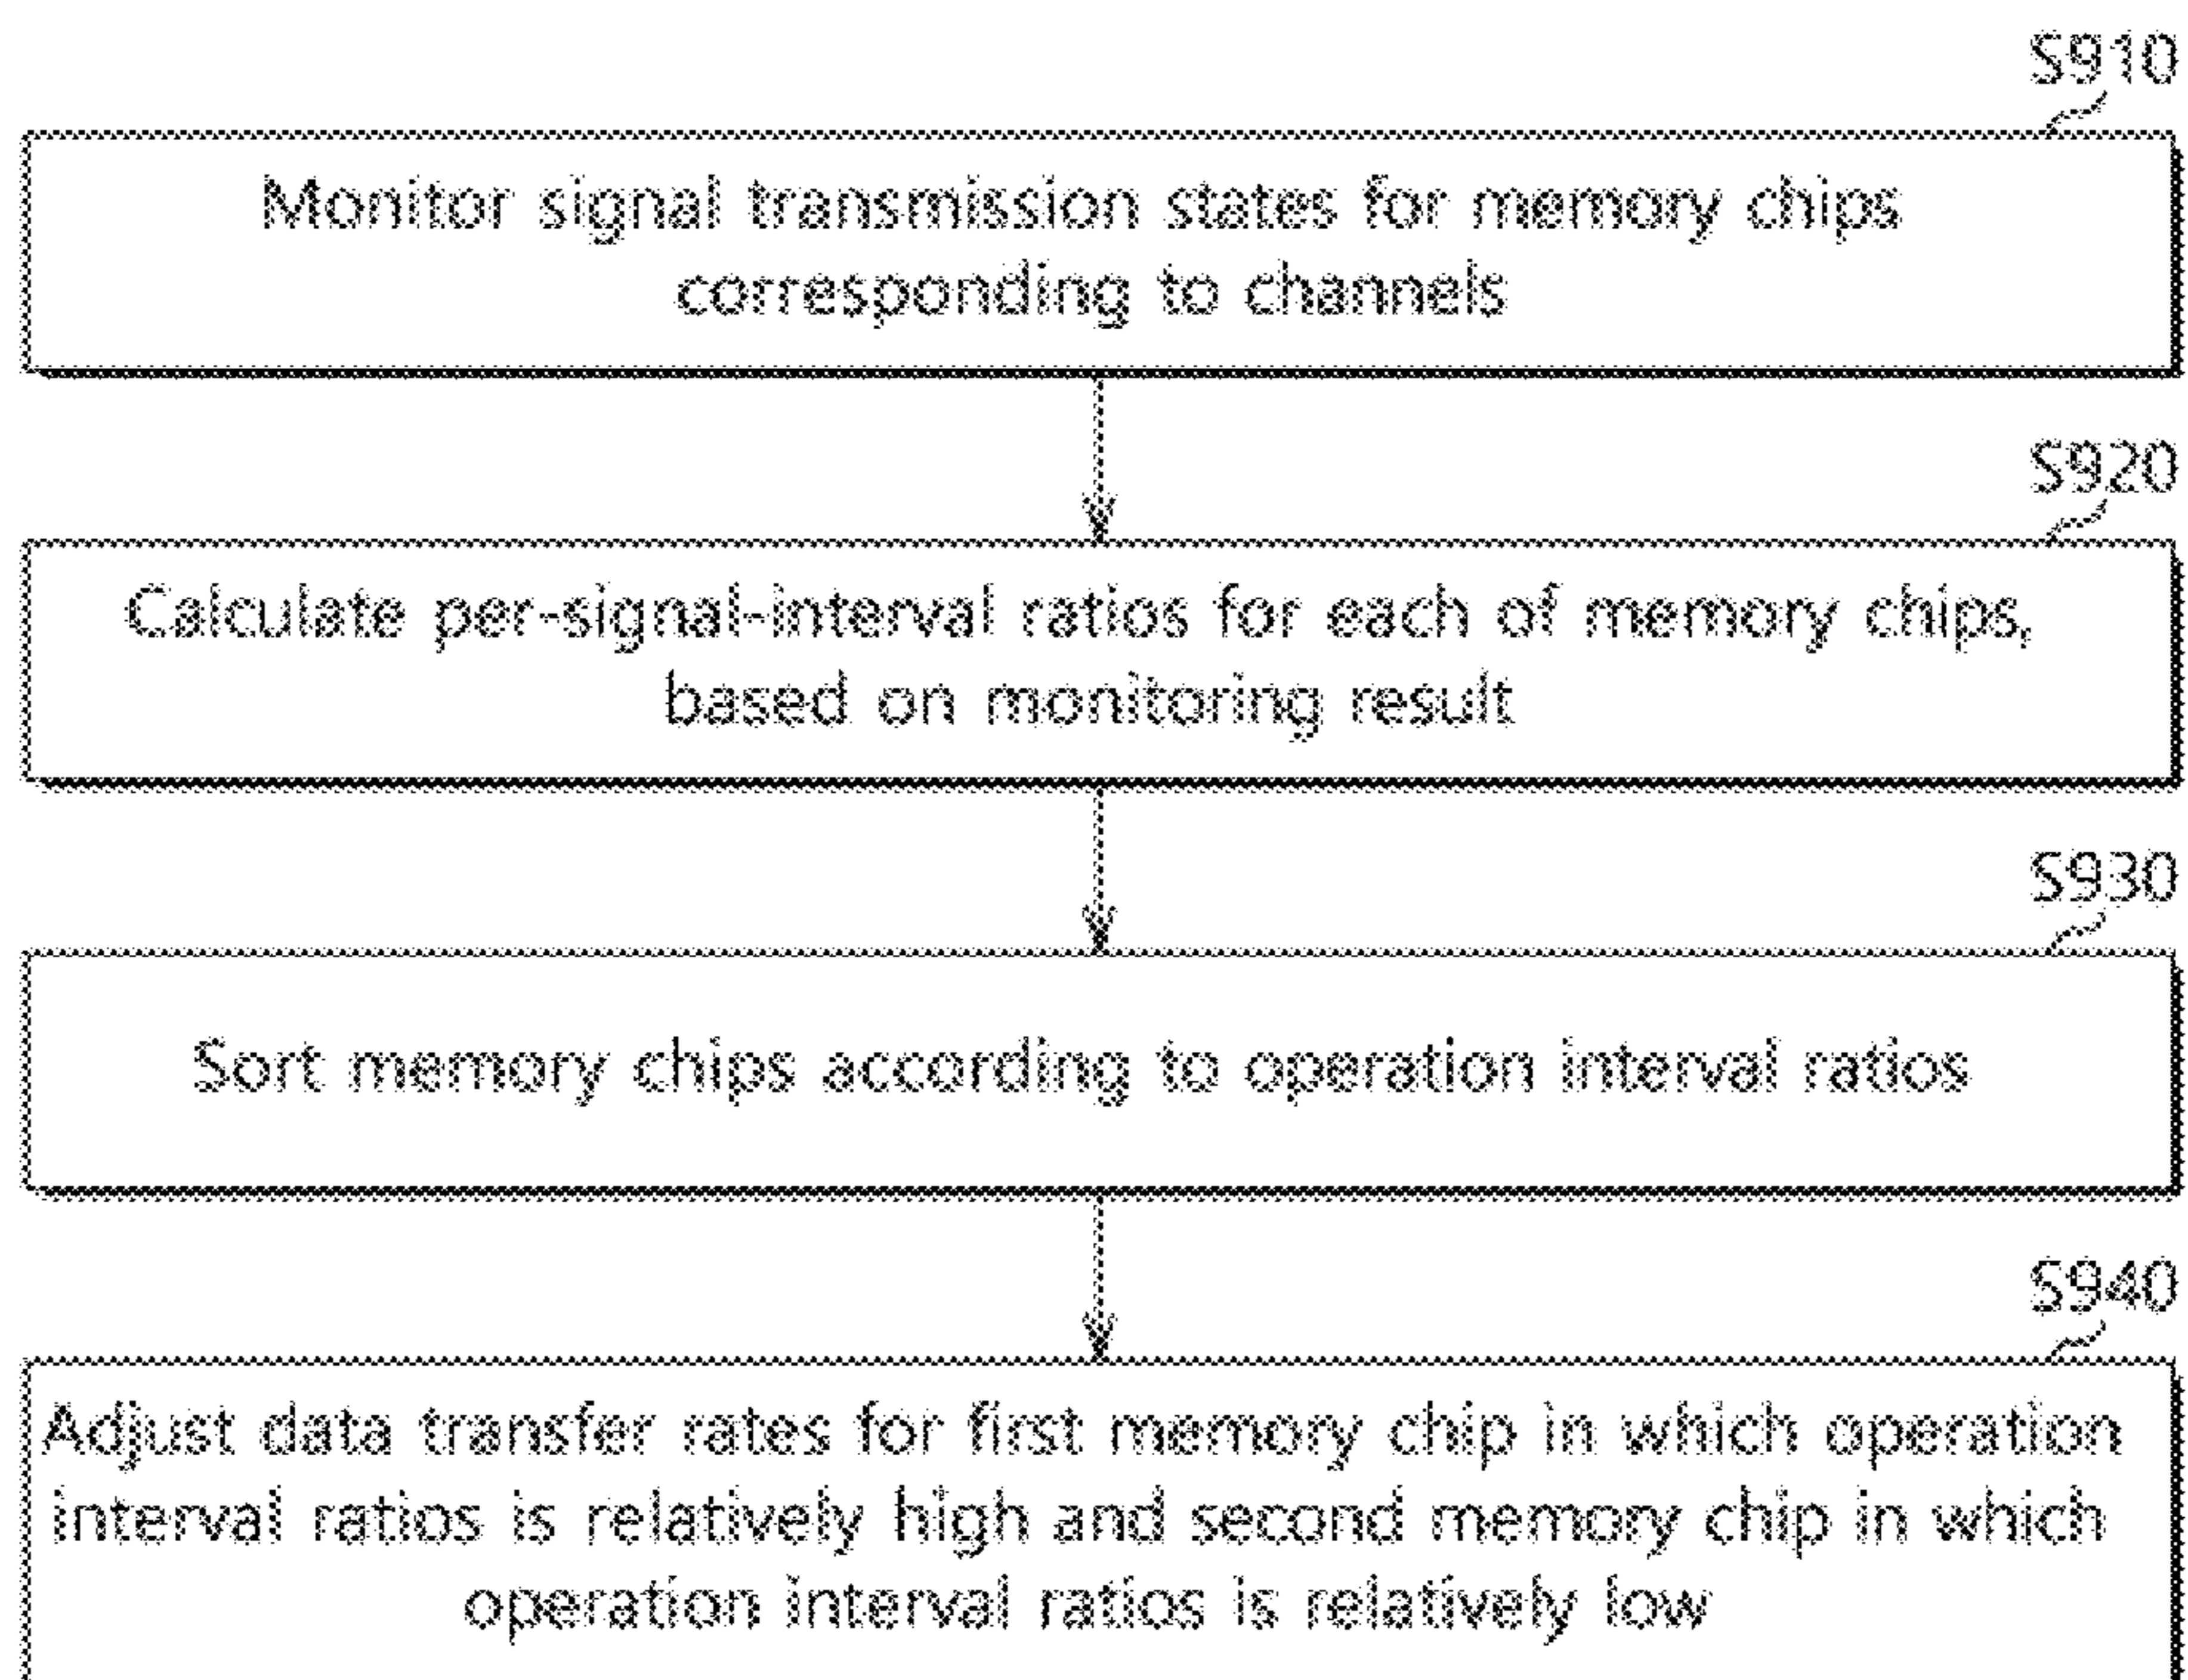 S910
Monitor signal transmission states for memory chips
corresponding to channels
S920
Calculate per-signal-interval ratios for each of memory chips,
based on monitoring result
S930
Sort memory chips according to operation interval ratios
S940
Adjust data transfer rates for first memory chip in which operation
interval ratios is relatively high and second memory chip in which
operation interval ratios is relatively low